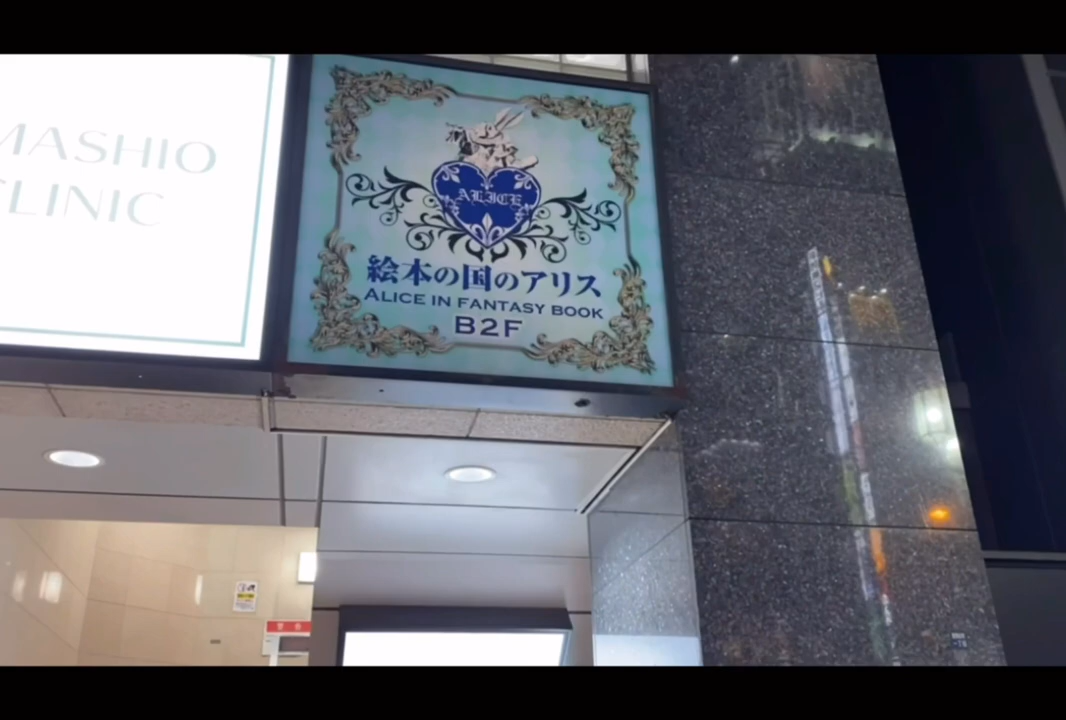 MASHIO
CLINIC
ALICE
絵本の国のアリス
ALICE IN FANTASY BOOK
B2F